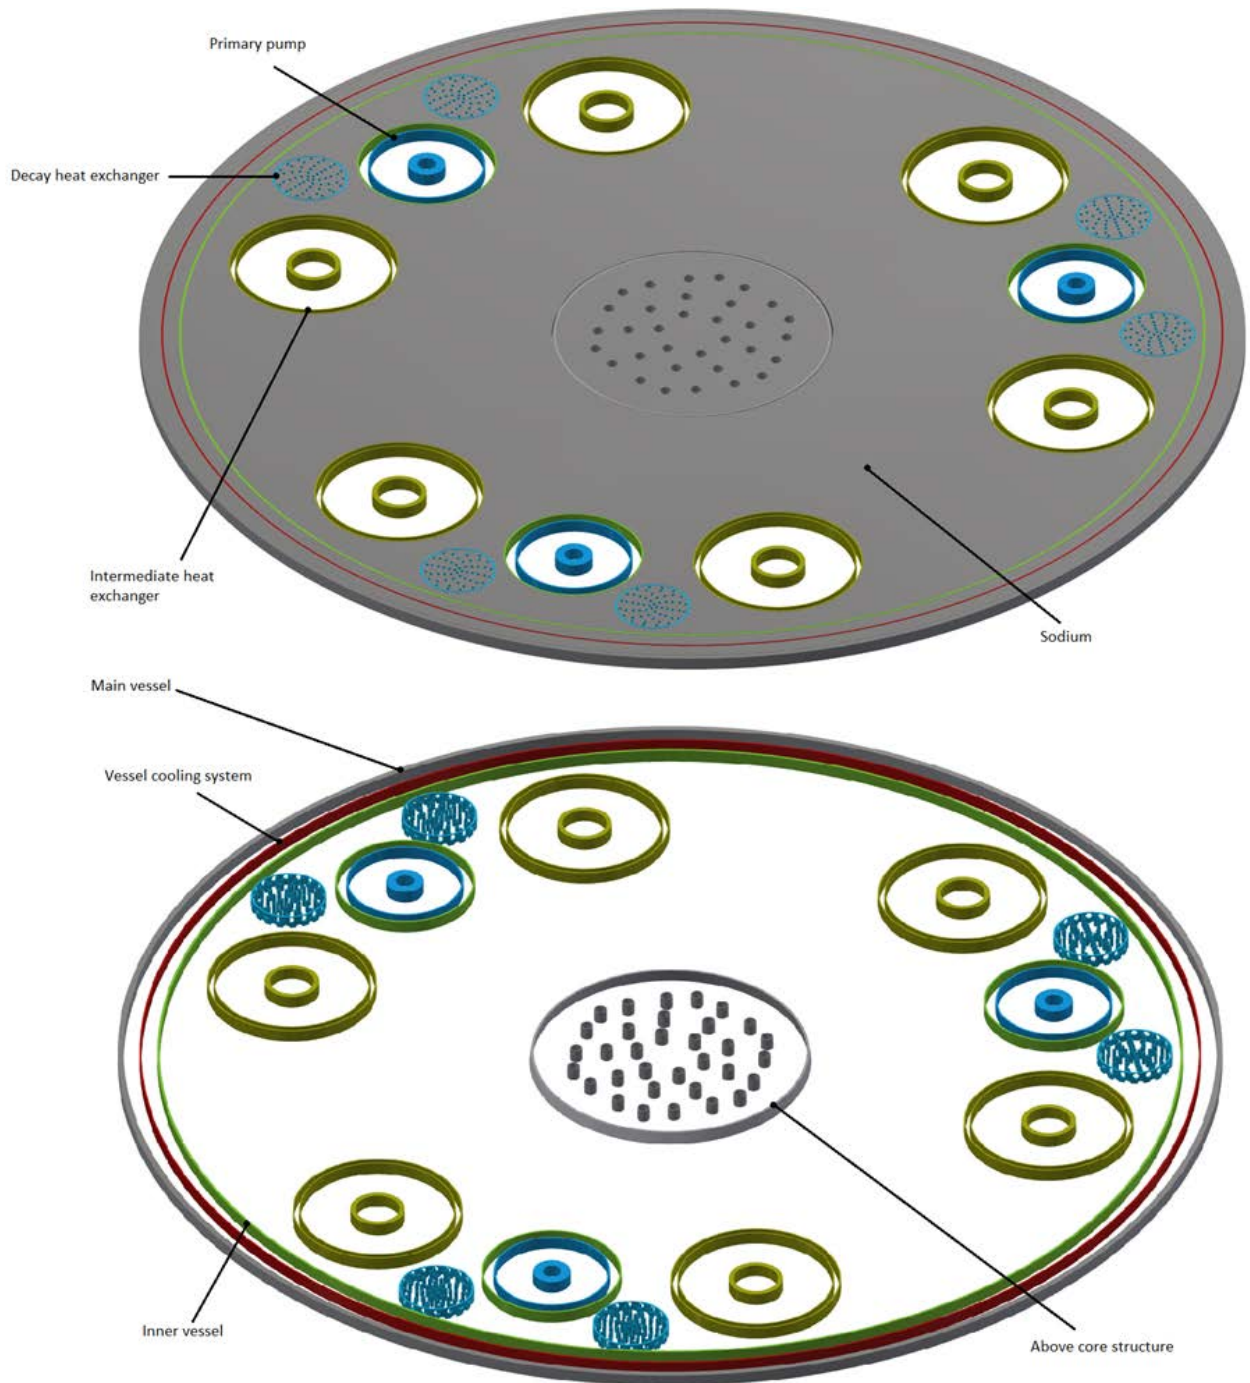 Primary pump
Decay heat exchanger
Intermediate heat
exchanger
Sodium
Main vessel
Vessel cooling system
Inner vessel
Above core structure